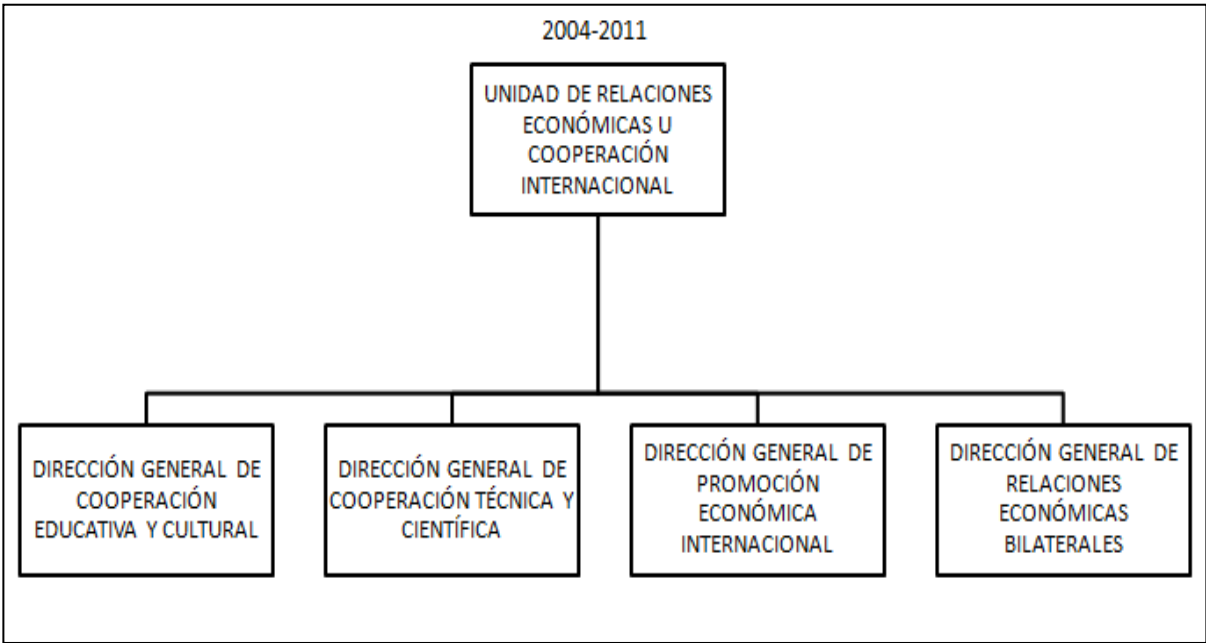 2004-2011
UNIDAD DE RELACIONES
ECONÓMICAS U
COOPERACIÓN
INTERNACIONAL
DIRECCIÓN GENERAL DE
COOPERACIÓN
EDUCATIVA Y CULTURAL
DIRECCIÓN GENERAL DE
COOPERACIÓN TÉCNICA Y
CIENTÍFICA
DIRECCIÓN GENERAL DE
PROMOCIÓN
ECONÓMICA
INTERNACIONAL
DIRECCIÓN GENERAL DE
RELACIONES
ECONÓMICAS
BILATERALES